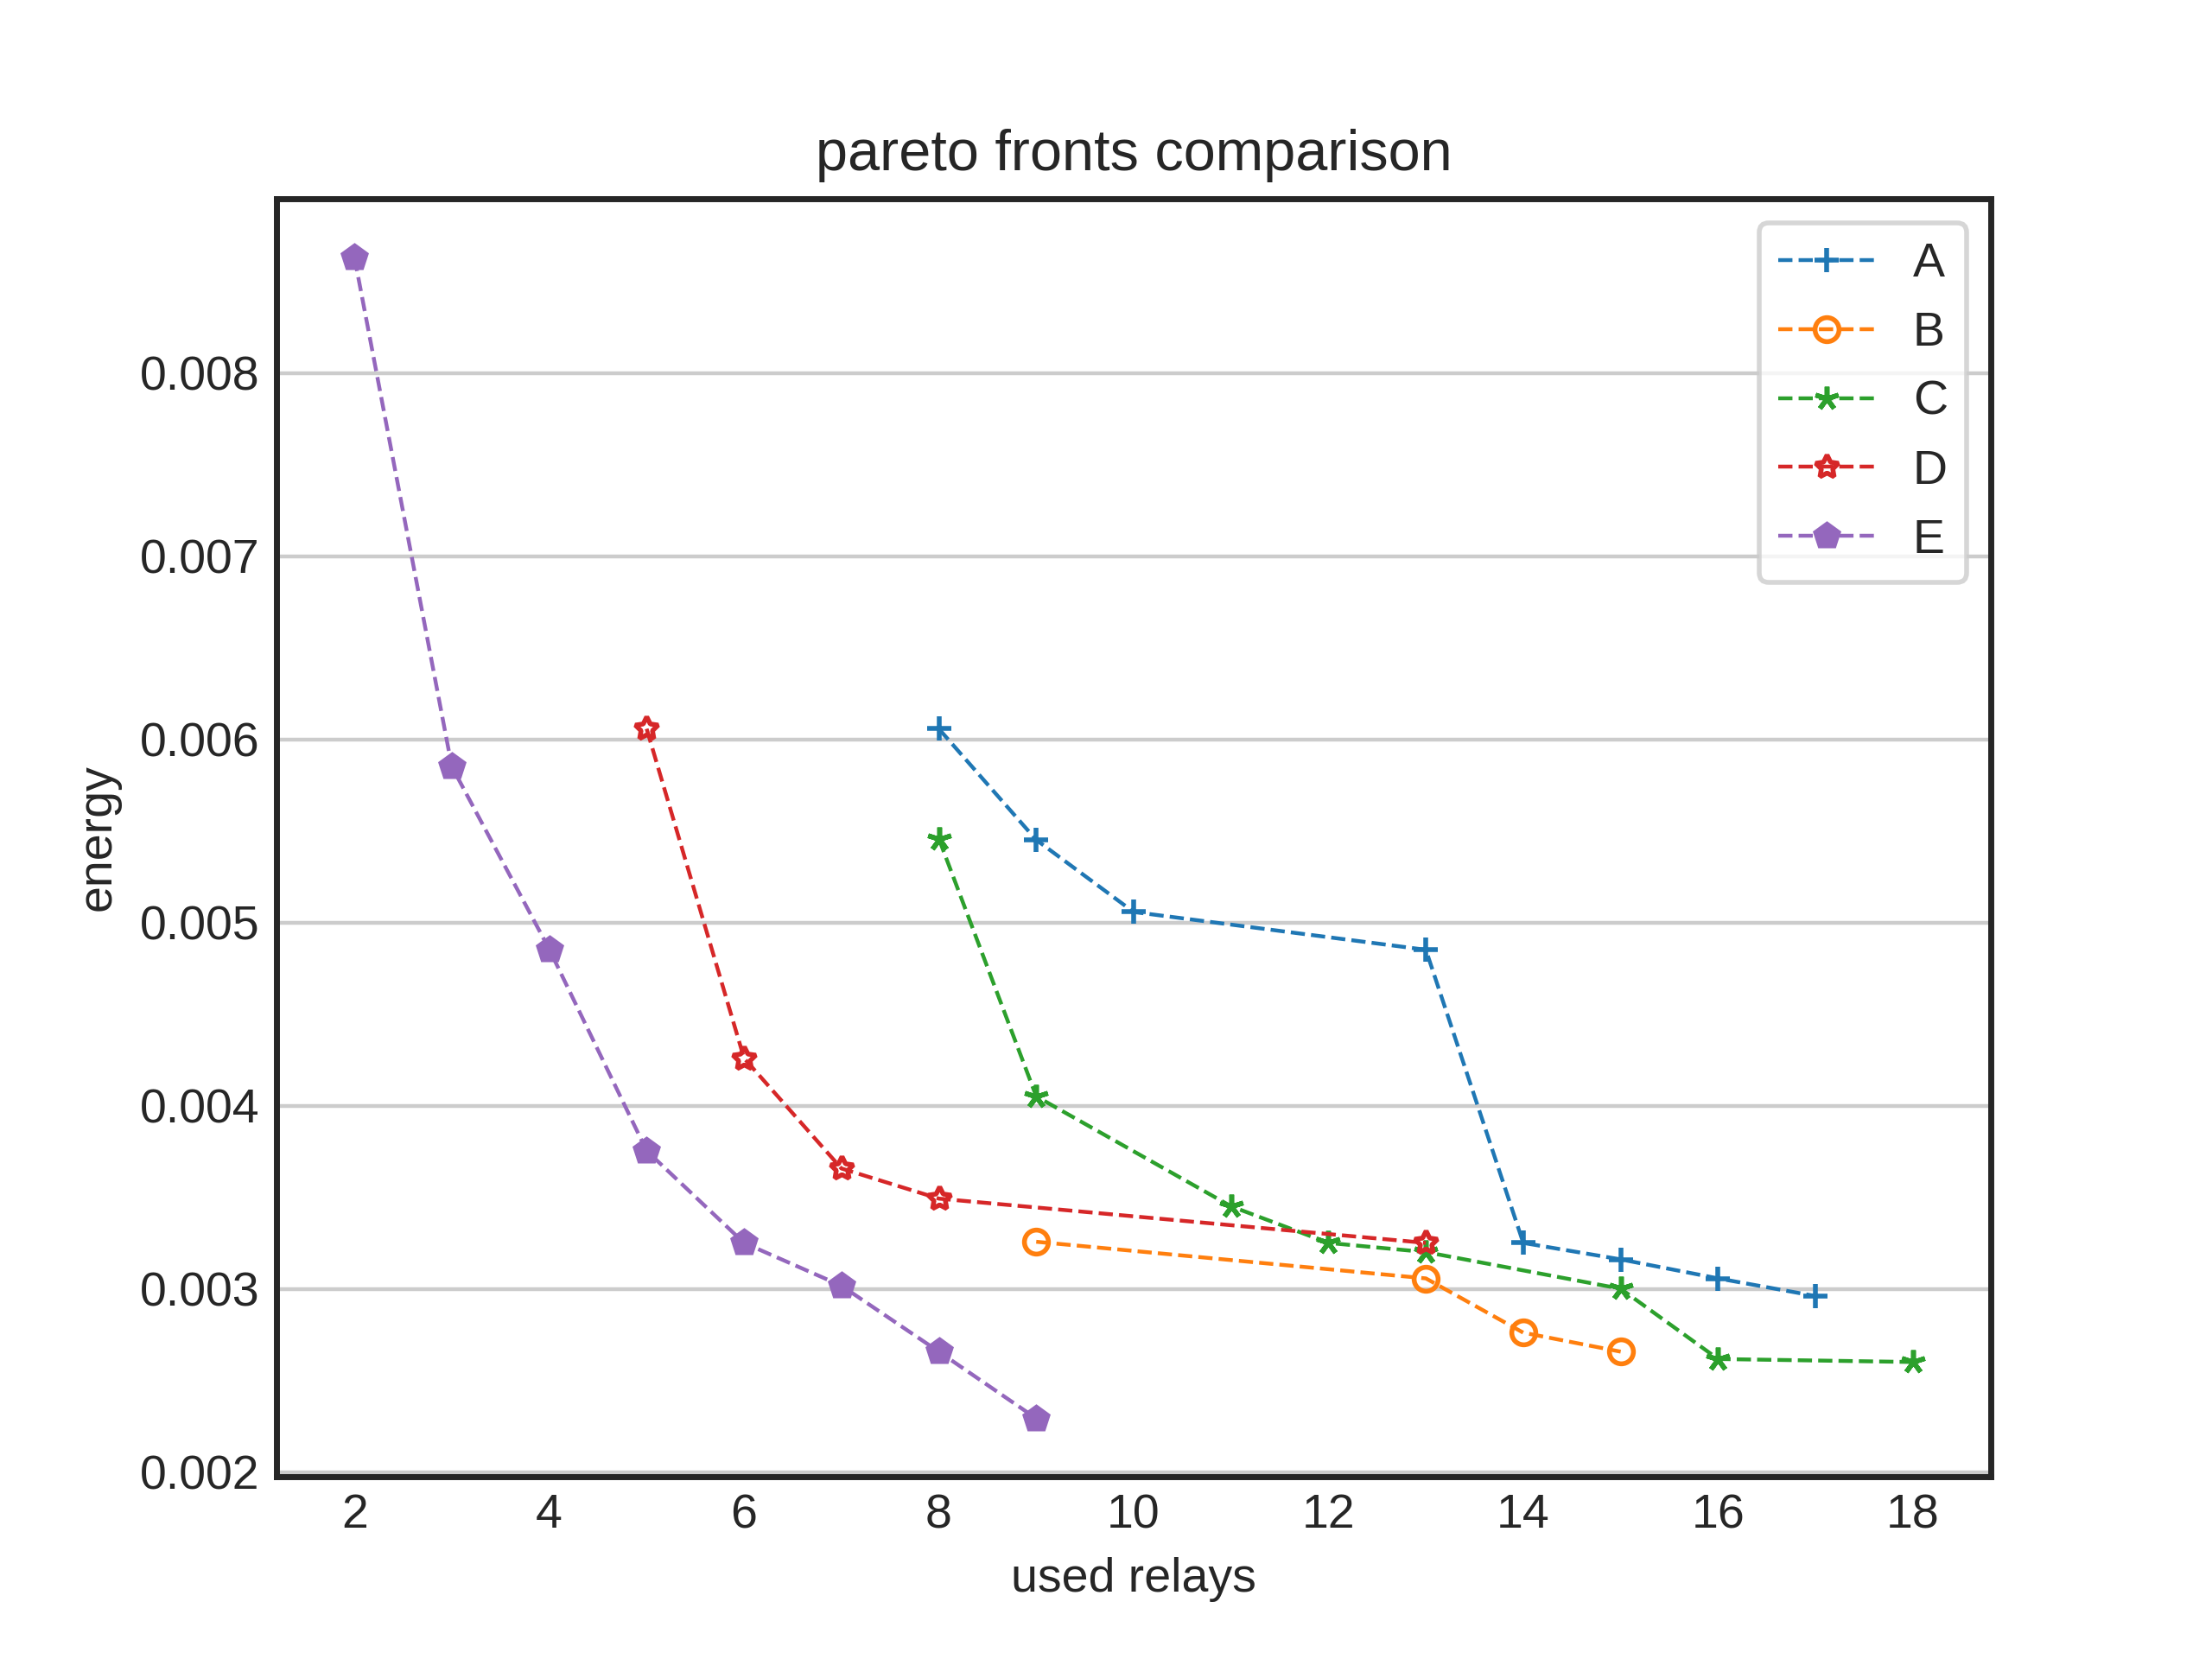 pareto fronts comparison
A
B
C
D
E
0.008
0.007
0.006
0.005
0.004
0.003
0.002
energy
2 4 6 8 10 12 14 16 18
used relays